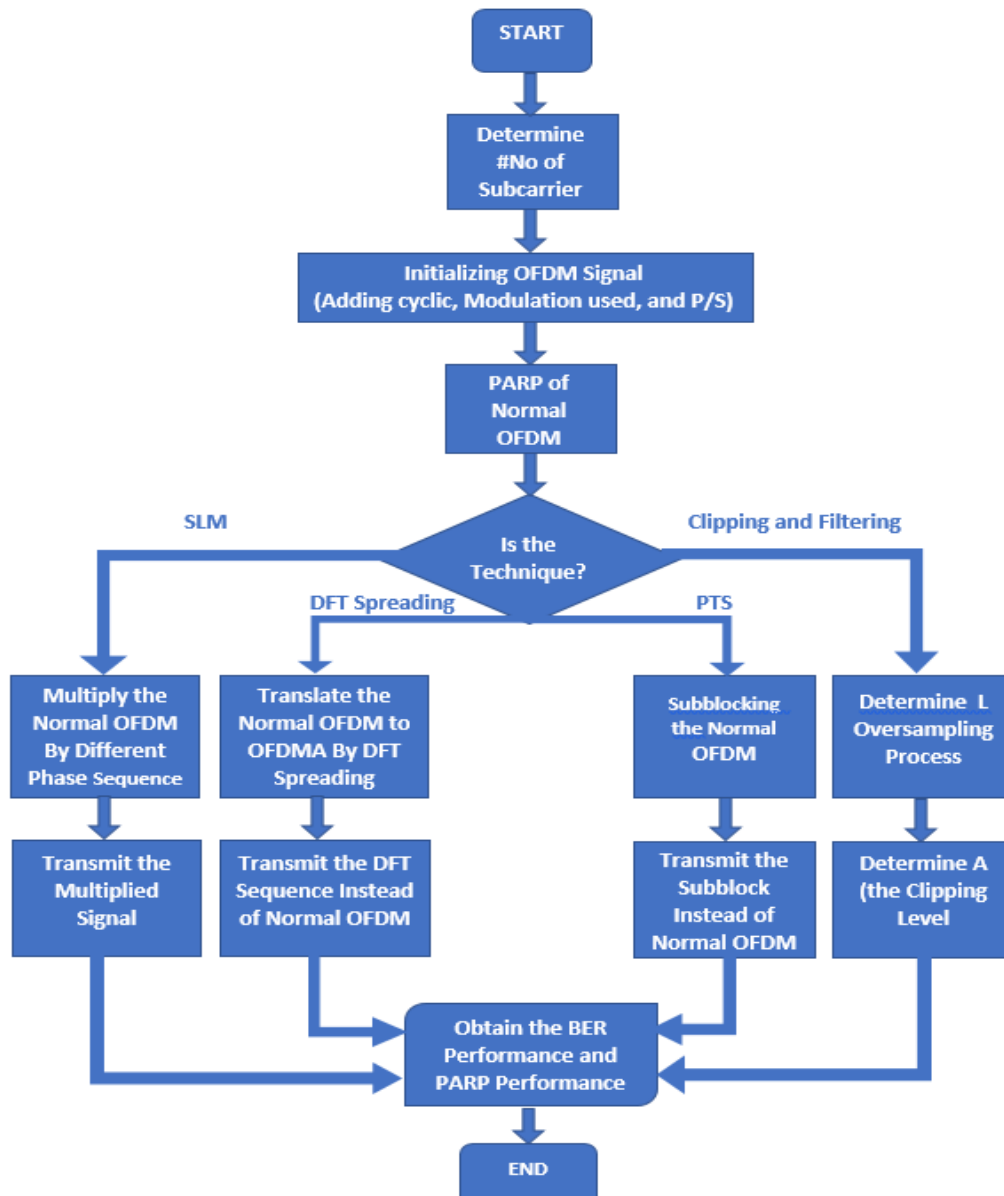 START
Determine
#No of
Subcarrier
Initializing OFDM Signal
(Adding cyclic, Modulation used, and P/S)
PARP of
Normal
OFDM
Is the
Technique?
SLM
Clipping and Filtering
DFT Spreading
PTS
Multiply the
Normal OFDM
By Different
Phase Sequence
Translate the
Normal OFDM to
OFDMA By DFT
Spreading
Subblocking
the Normal
OFDM
Determine L
Oversampling
Process
Transmit the
Multiplied
Signal
Transmit the DFT
Sequence Instead
of Normal OFDM
Transmit the
Subblock
Instead of
Normal OFDM
Determine A
(the Clipping
Level
Obtain the BER
Performance and
PARP Performance
END